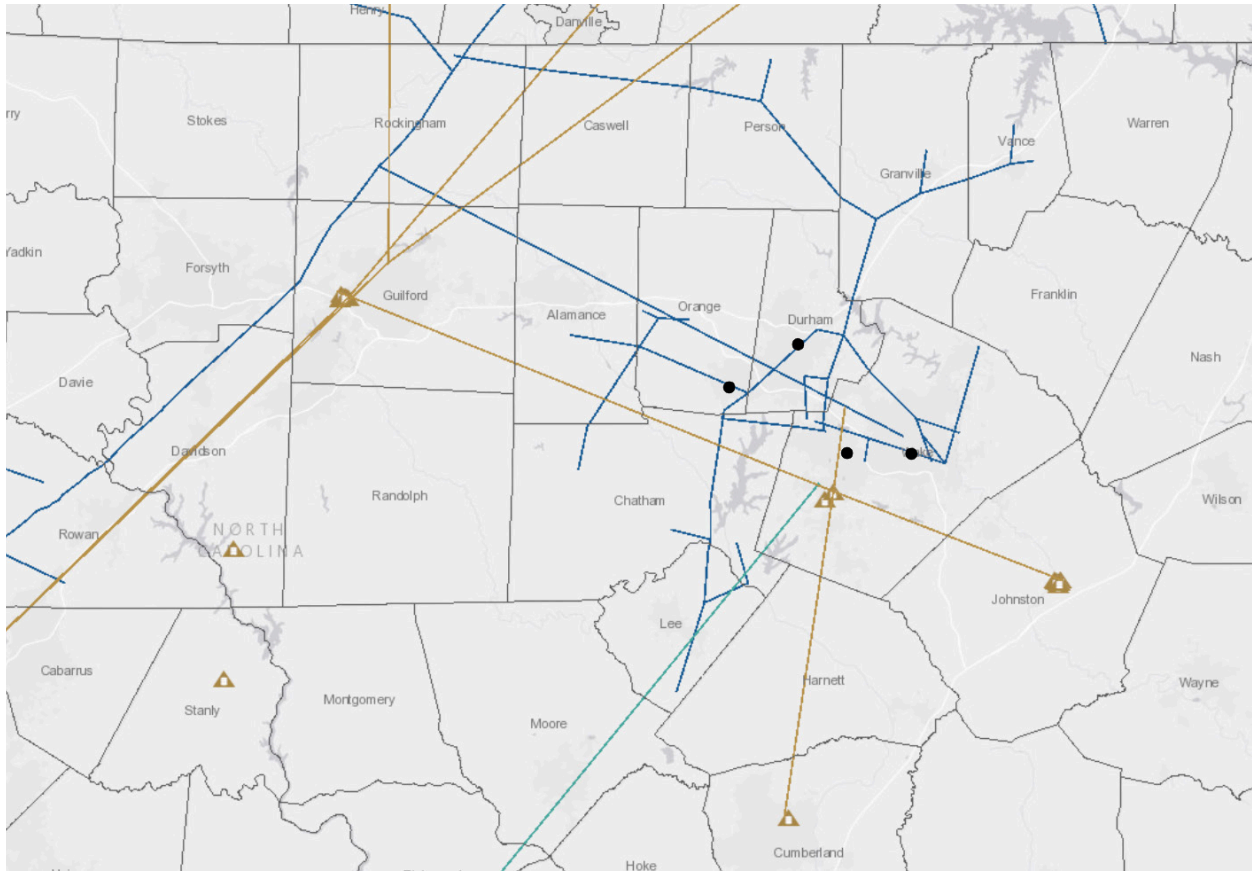 Henry
Danville
Stokes
Rockingham
Caswell
Person
Vance
Warren
Granville
Yadkin
Forsyth
Guilford
Alamance
Orange
Durham
Franklin
Nash
Davie
Davidson
Randolph
Chatham
Wilson
Rowan
NORTH
CAROLINA
Johnston
Lee
Cabarrus
Stanly
Montgomery
Moore
Harnett
Wayne
Cumberland
Hoke